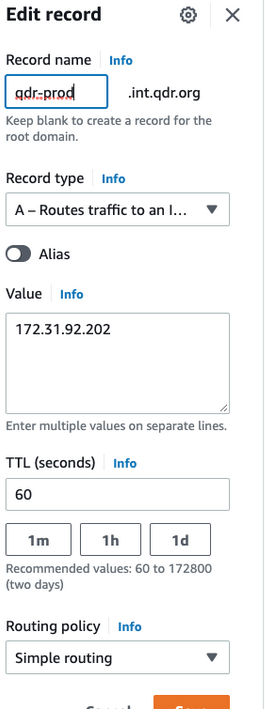 Edit record
Record name Info
qdr-prod .int.qdr.org
Keep blank to create a record for the
root domain.
Record type Info
A – Routes traffic to an I...
Alias
Value Info
172.31.92.202
Enter multiple values on separate lines.
TTL (seconds) Info
60
1m 1h 1d
Recommended values: 60 to 172800
(two days)
Routing policy Info
Simple routing